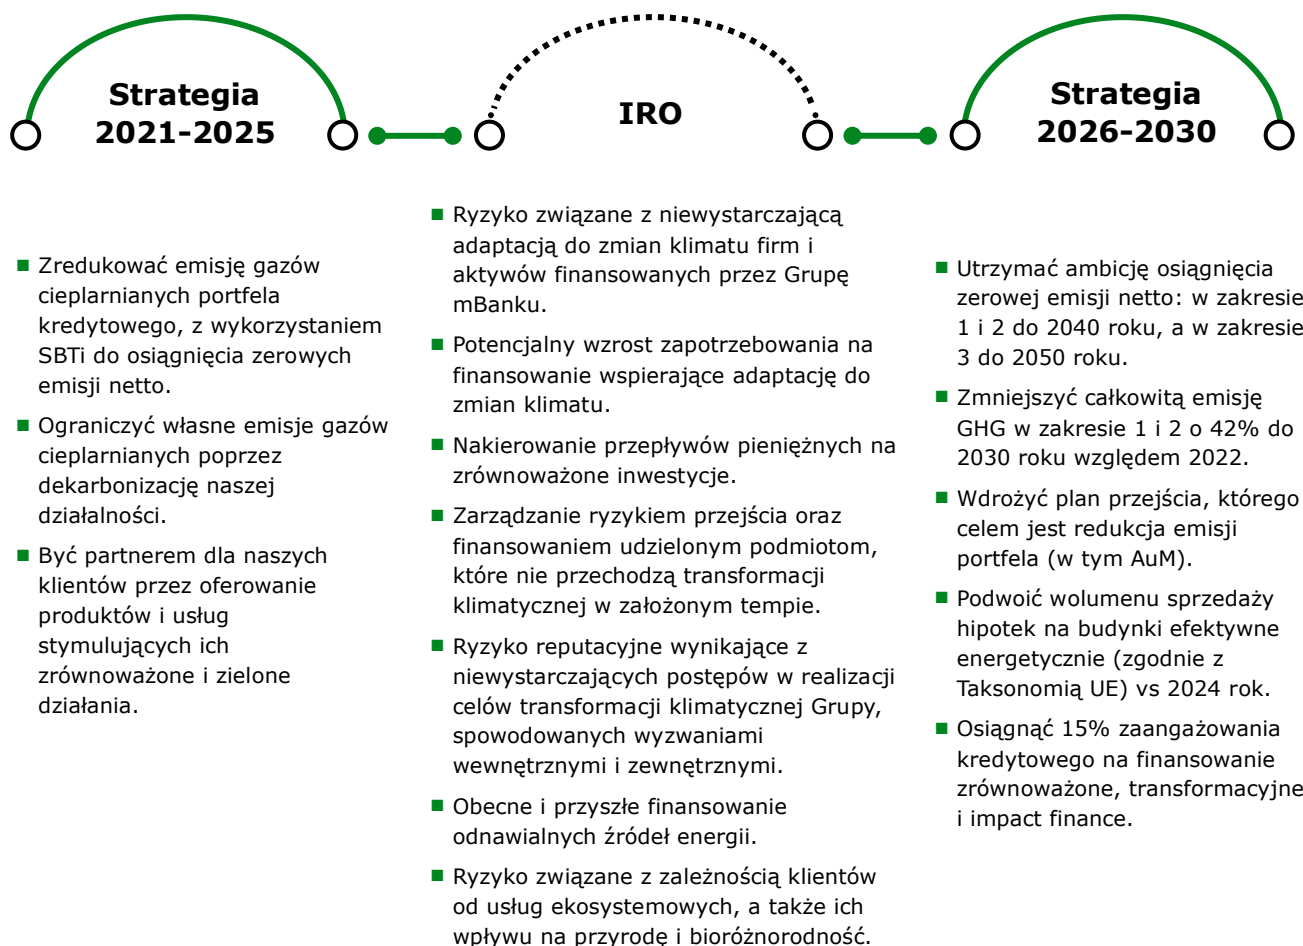 Strategia
2021-2025
IRO
Strategia
2026-2030
Zredukować emisję gazów
cieplarnianych portfela
kredytowego, z wykorzystaniem
SBTi do osiągnięcia zerowych
emisji netto.
Ograniczyć własne emisje gazów
cieplarnianych poprzez
dekarbonizację naszej
działalności.
Być partnerem dla naszych
klientów przez oferowanie
produktów i usług
stymulujących ich
zrównoważone i zielone
działania.
Ryzyko związane z niewystarczającą
adaptacją do zmian klimatu firm i
aktywów finansowanych przez Grupę
mBanku.
Potencjalny wzrost zapotrzebowania na
finansowanie wspierające adaptację do
zmian klimatu.
Nakierowanie przepływów pieniężnych na
zrównoważone inwestycje.
Zarządzanie ryzykiem przejścia oraz
finansowaniem udzielonym podmiotom,
które nie przechodzą transformacji
klimatycznej w założonym tempie.
Ryzyko reputacyjne wynikające z
niewystarczających postępów w realizacji
celów transformacji klimatycznej Grupy,
spowodowanych wyzwaniami
wewnętrznymi i zewnętrznymi.
Obecne i przyszłe finansowanie
odnawialnych źródeł energii.
Ryzyko związane z zależnością klientów
od usług ekosystemowych, a także ich
wpływu na przyrodę i bioróżnorodność.
Utrzymać ambicję osiągnięcia
zerowej emisji netto: w zakresie
1 i 2 do 2040 roku, a w zakresie
3 do 2050 roku.
Zmniejszyć całkowitą emisję
GHG w zakresie 1 i 2 o 42% do
2030 roku względem 2022.
Wdrożyć plan przejścia, którego
celem jest redukcja emisji
portfela (w tym AuM).
Podwoić wolumenu sprzedaży
hipotek na budynki efektywne
energetycznie (zgodnie z
Taksonomią UE) vs 2024 rok.
Osiągnąć 15% zaangażowania
kredytowego na finansowanie
zrównoważone, transformacyjne
i impact finance.